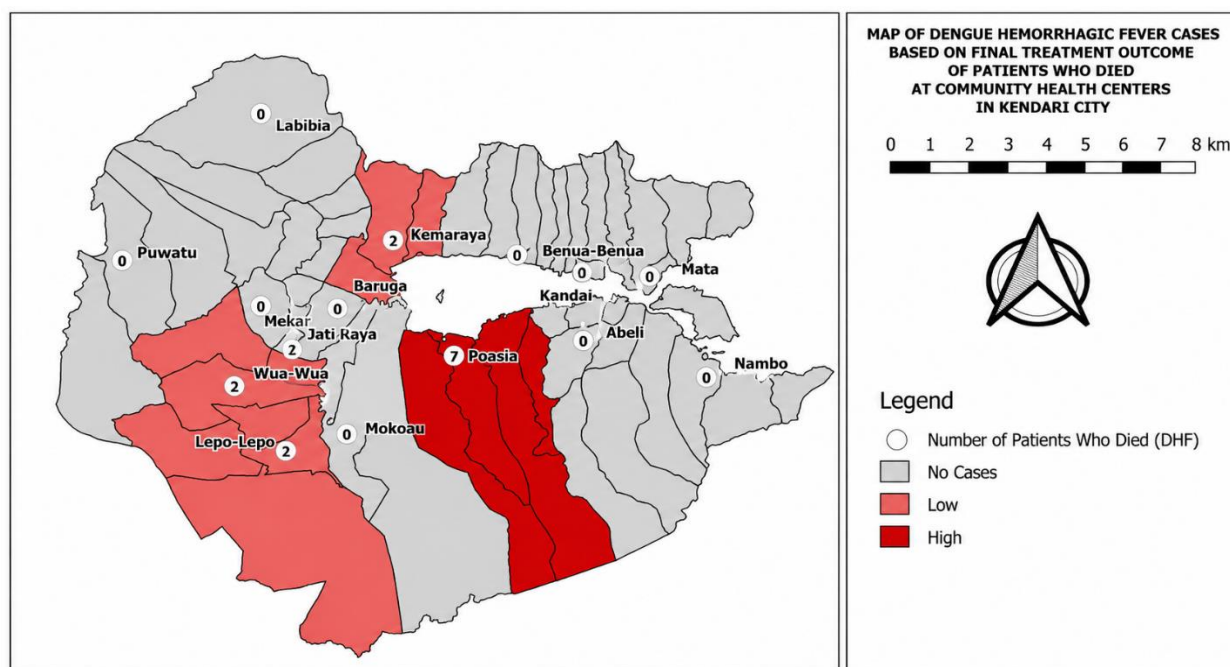 MAP OF DENGUE HEMORRHAGIC FEVER CASES
BASED ON FINAL TREATMENT OUTCOME
OF PATIENTS WHO DIED
AT COMMUNITY HEALTH CENTERS
IN KENDARI CITY
0 1 2 3 4 5 6 7 8 km
0
Labibia
2 Kemaraya
0 Puwatu
0 Benua-Benua
0
Kandai
0 Mata
Baruga
0
Mekar
0
Jati Raya
2
Wua-Wua
2
7 Poasia
0 Abeli
0 Nambo
Lepo-Lepo
2
0 Mokoau
Legend
Number of Patients Who Died (DHF)
No Cases
Low
High